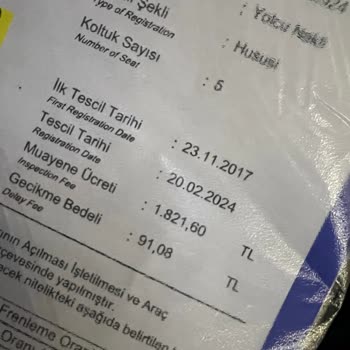 Şekli : Yolcu Nakli
Type of Registration
Koltuk Sayısı : Hususi
Number of Seat : 5
İlk Tescil Tarihi : 23.11.2017
First Registration Date
Tescil Tarihi : 20.02.2024
Registration Date
Muayene Ücreti : 1.821,60 TL
Inspection Fee
Gecikme Bedeli : 91,08 TL
Delay Fee
Açılması İşletilmesi ve Araç
çevesinde yapılmıştır.
nitelikteki aşağıda belirtilen
Frenleme